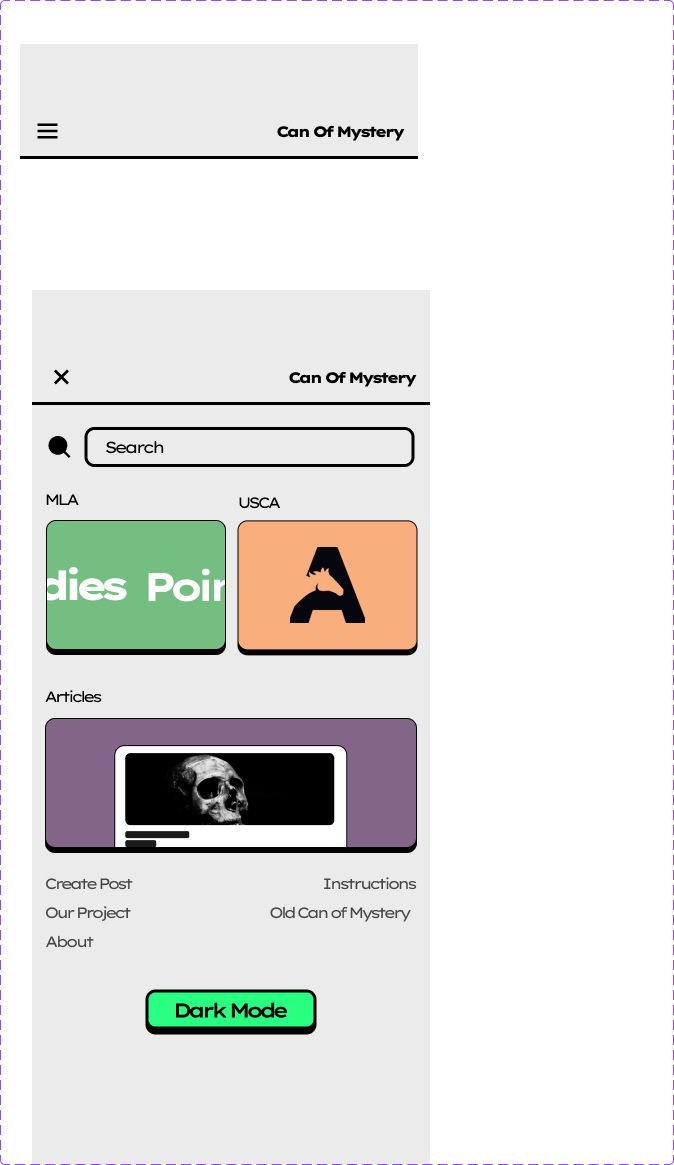 Can Of Mystery
Can Of Mystery
Search
MLA
USCA
dies Poin
A
Articles
Create Post
Instructions
Our Project
Old Can of Mystery
About
Dark Mode